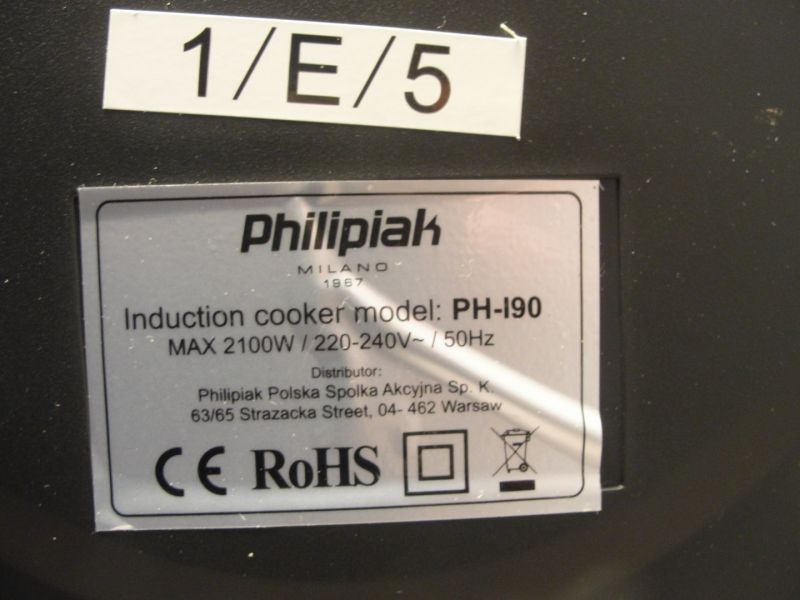 1/E/5
Philipiak
MILANO
1967
Induction cooker model: PH-I90
MAX 2100W / 220-240V~ / 50Hz
Distributor:
Philipiak Polska Spolka Akcyjna Sp. K.
63/65 Strazacka Street, 04- 462 Warsaw
CE RoHS